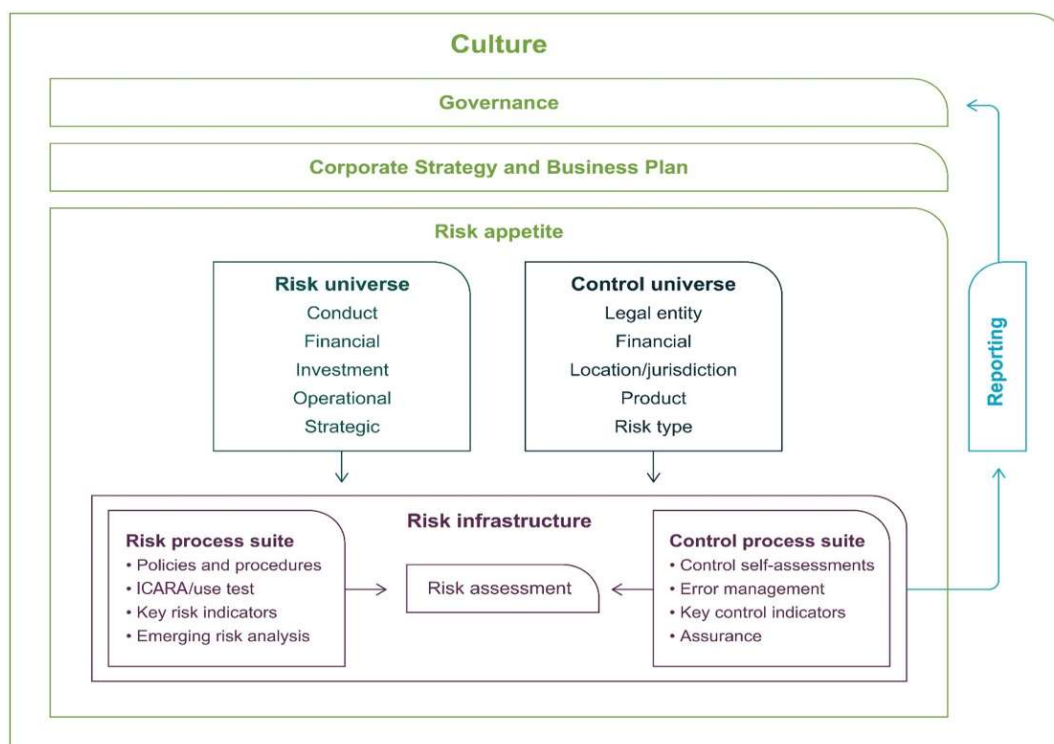 Culture
Governance
Corporate Strategy and Business Plan
Risk appetite
Risk universe
Conduct
Financial
Investment
Operational
Strategic
Control universe
Legal entity
Financial
Location/jurisdiction
Product
Risk type
Reporting
Risk infrastructure
Risk process suite
• Policies and procedures
• ICARA/use test
• Key risk indicators
• Emerging risk analysis
Risk assessment
Control process suite
• Control self-assessments
• Error management
• Key control indicators
• Assurance